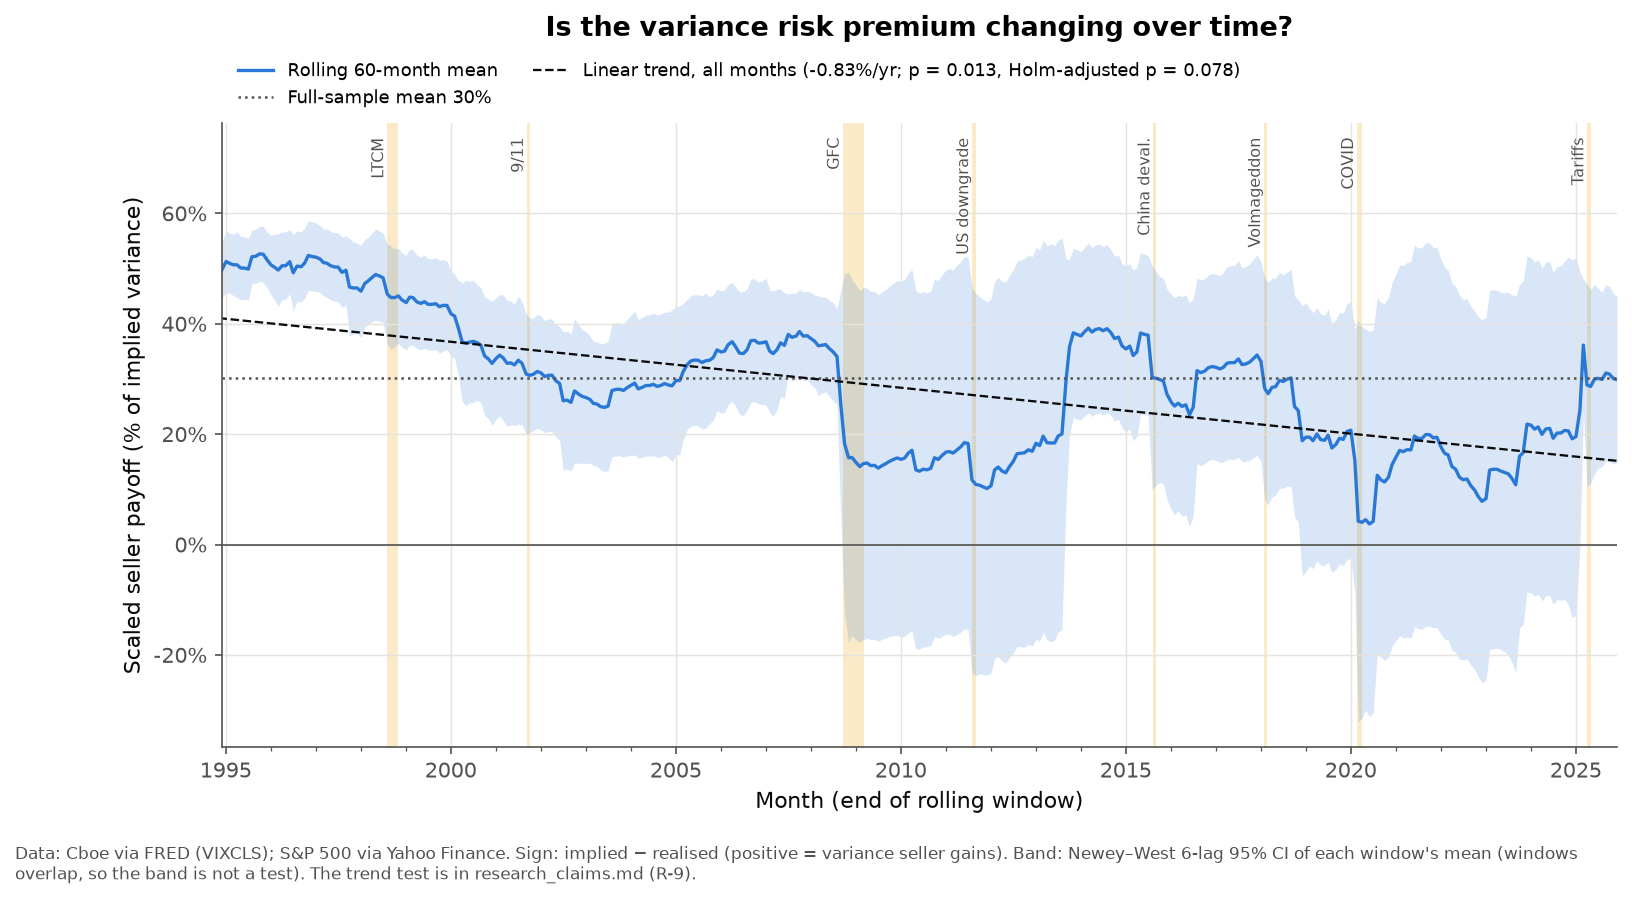 Is the variance risk premium changing over time?
Rolling 60-month mean
Linear trend, all months (-0.83%/yr; p = 0.013, Holm-adjusted p = 0.078)
Full-sample mean 30%
LTCM
9/11
GFC
US downgrade
China deval.
Volmageddon
COVID
Tariffs
Scaled seller payoff (% of implied variance)
60%
40%
20%
0%
-20%
1995
2000
2005
2010
2015
2020
2025
Month (end of rolling window)
Data: Cboe via FRED (VIXCLS); S&P 500 via Yahoo Finance. Sign: implied − realised (positive = variance seller gains). Band: Newey–West 6-lag 95% CI of each window's mean (windows
overlap, so the band is not a test). The trend test is in research_claims.md (R-9).